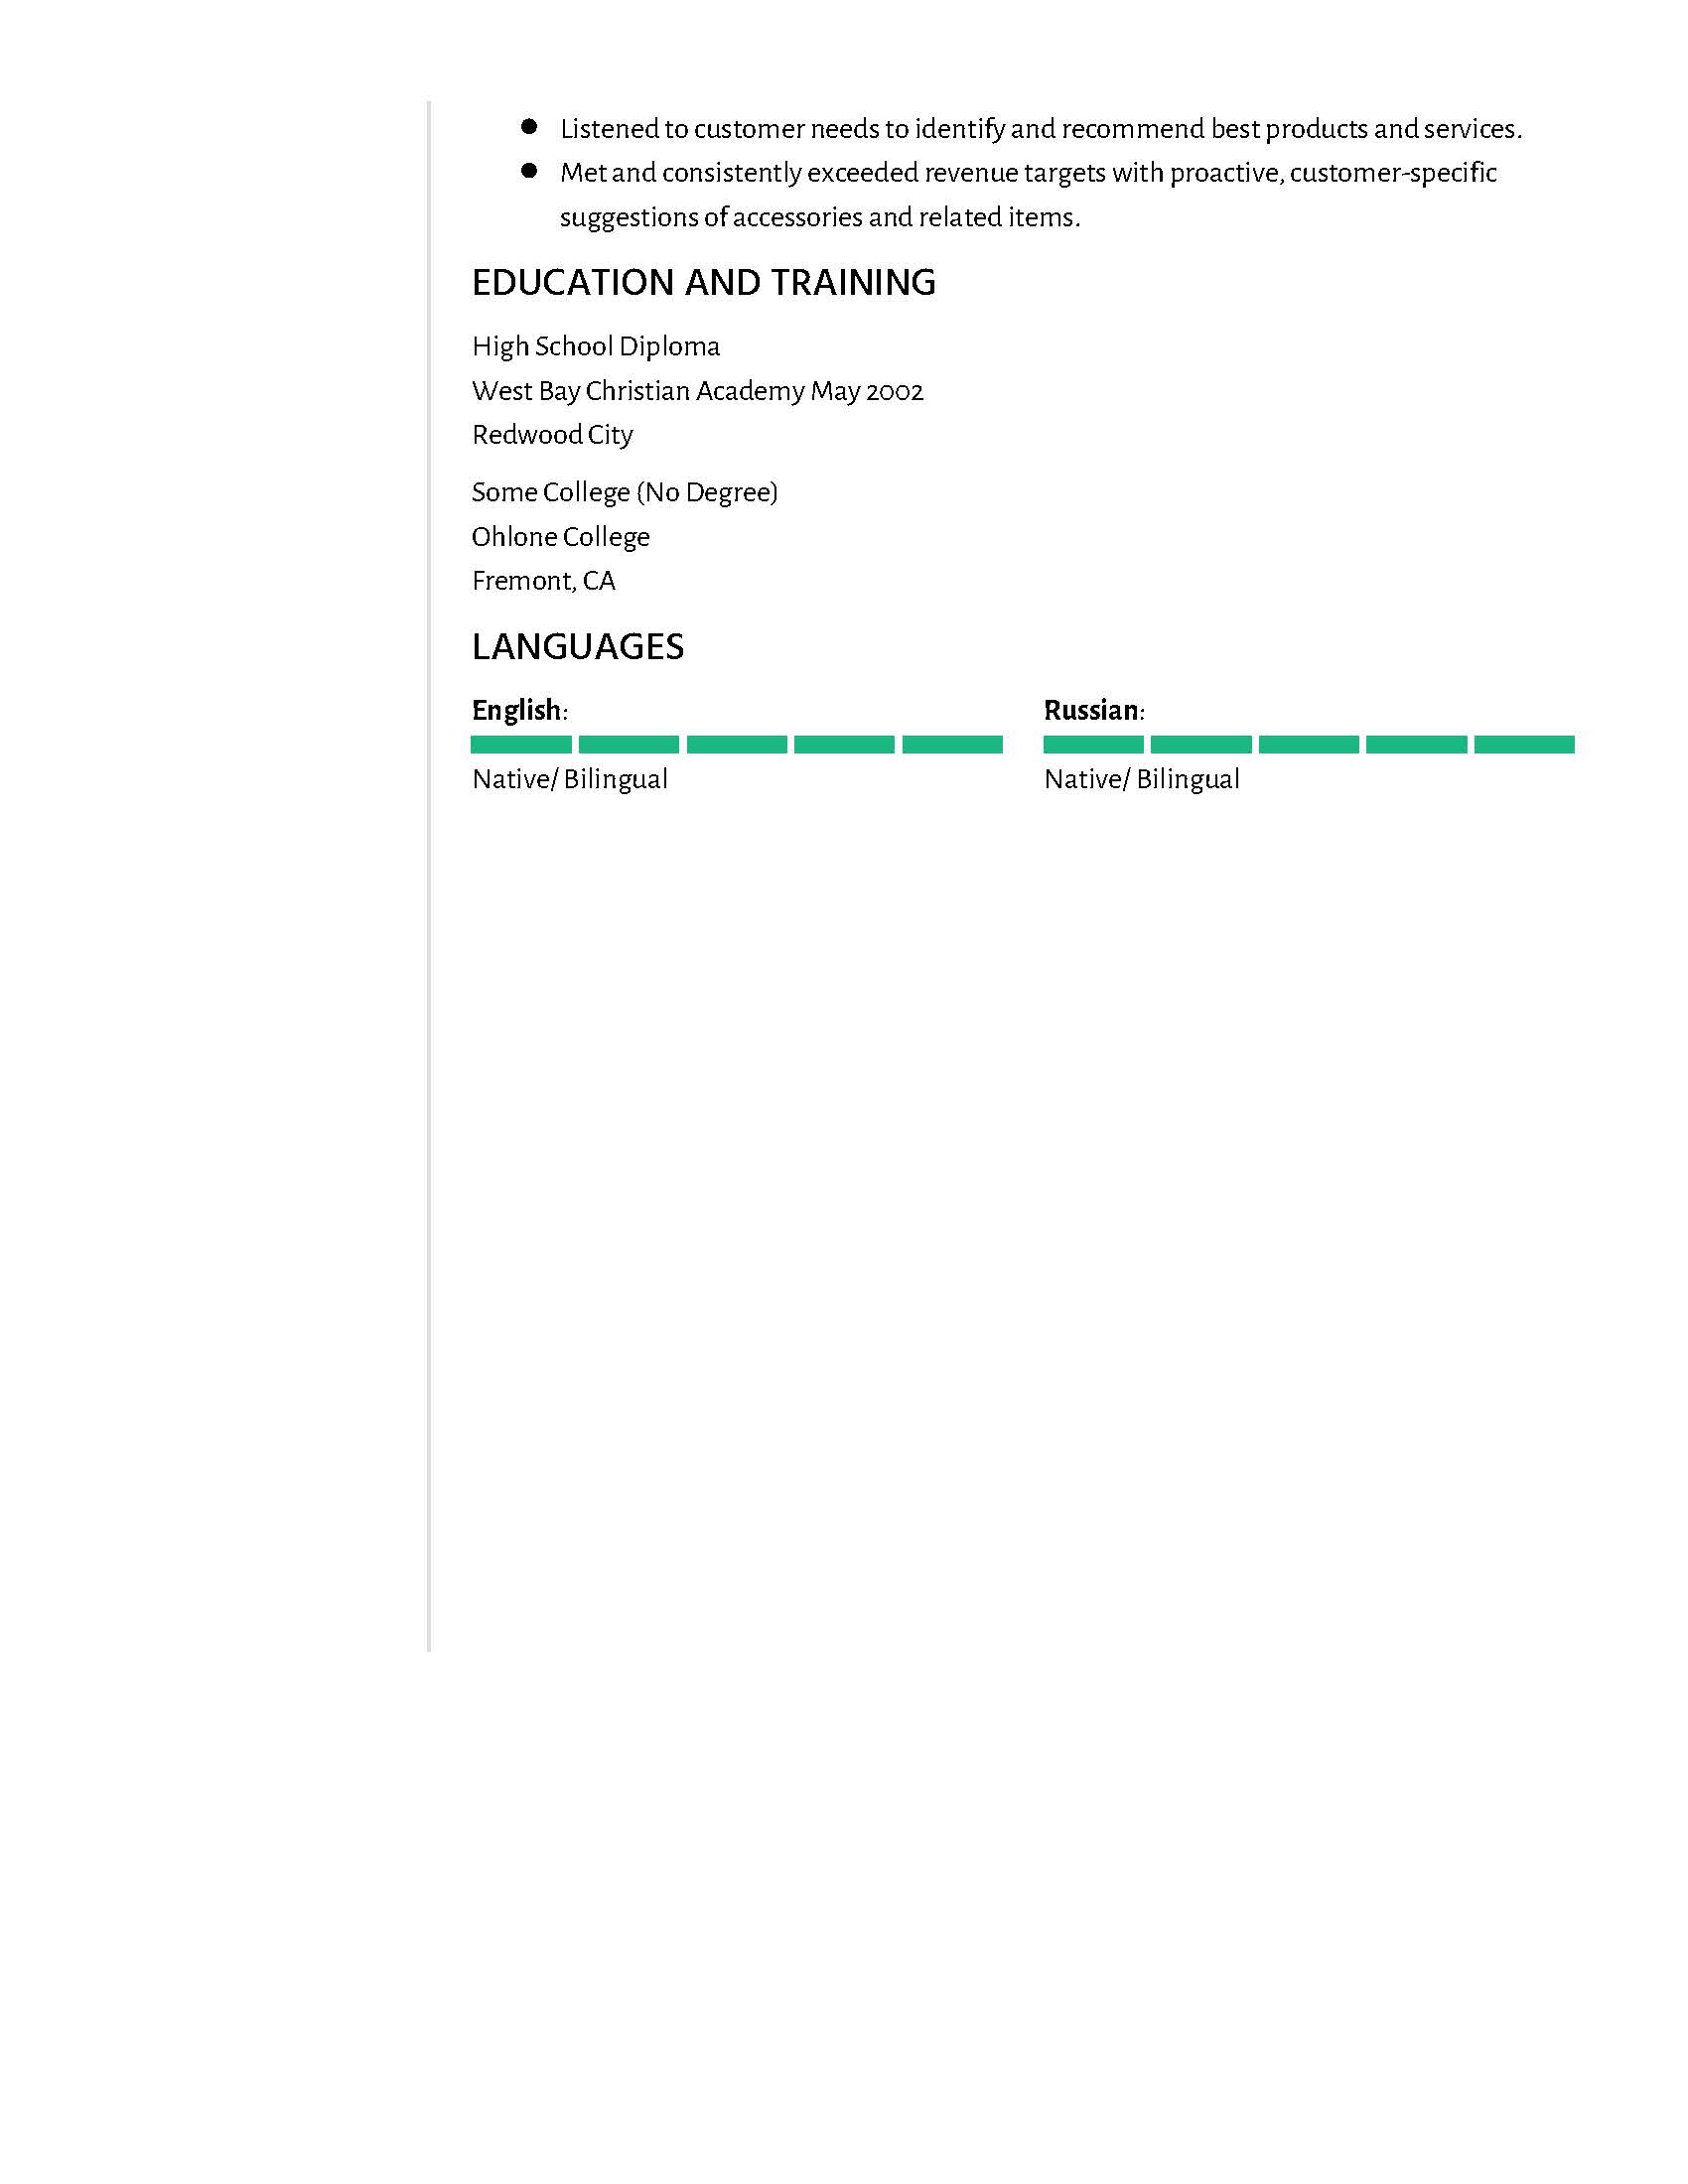 ● Listened to customer needs to identify and recommend best products and services.
● Met and consistently exceeded revenue targets with proactive, customer-specific
suggestions of accessories and related items.
EDUCATION AND TRAINING
High School Diploma
West Bay Christian Academy May 2002
Redwood City
Some College (No Degree)
Ohlone College
Fremont, CA
LANGUAGES
English: Russian:
Native/ Bilingual Native/ Bilingual